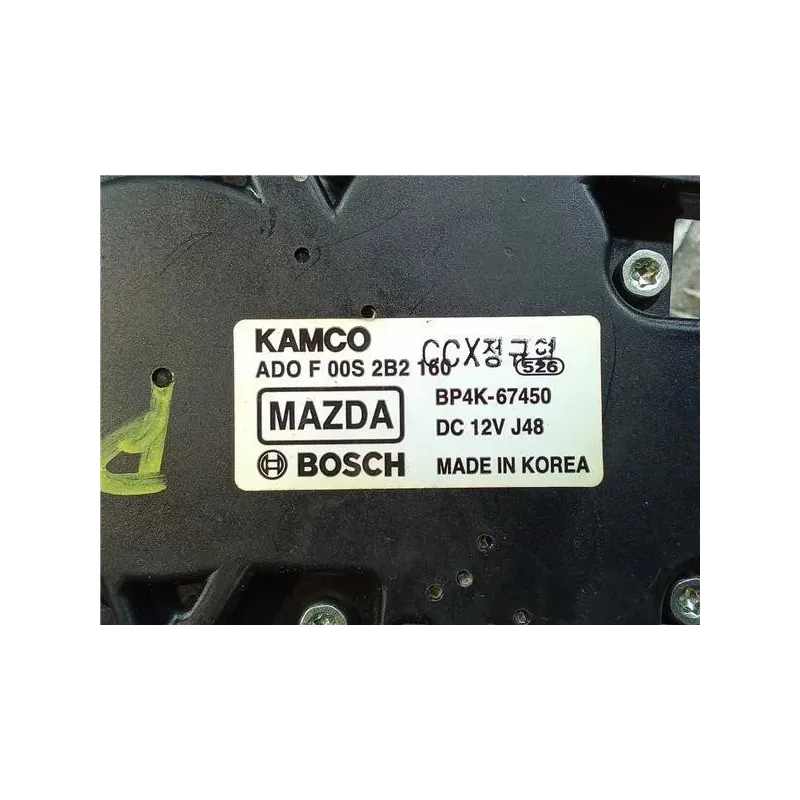 KAMCO CCX정규현
ADO F 00S 2B2 160 526
MAZDA BP4K-67450
DC 12V J48
BOSCH MADE IN KOREA